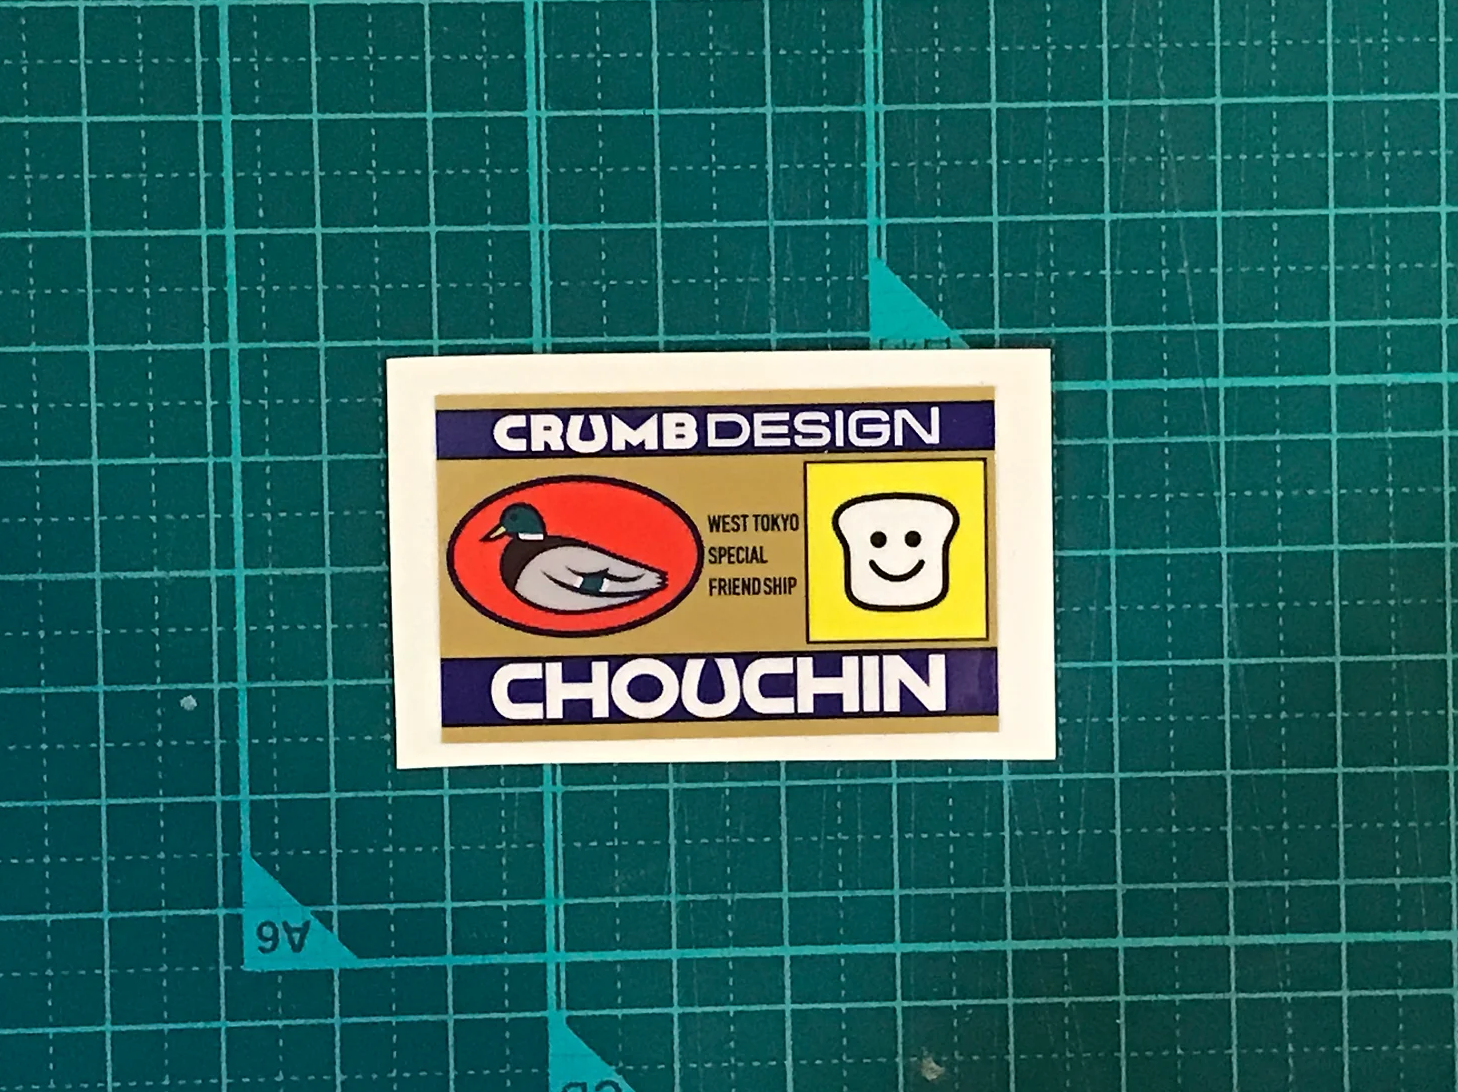 CRUMB DESIGN
WEST TOKYO
SPECIAL
FRIENDSHIP
CHOUCHIN
A6